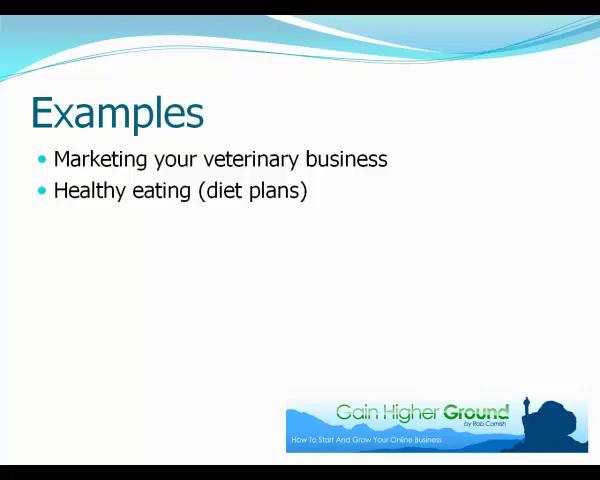 Examples
Marketing your veterinary business
Healthy eating (diet plans)
Gain Higher Ground
by Rob Cornish
How To Start And Grow Your Online Business